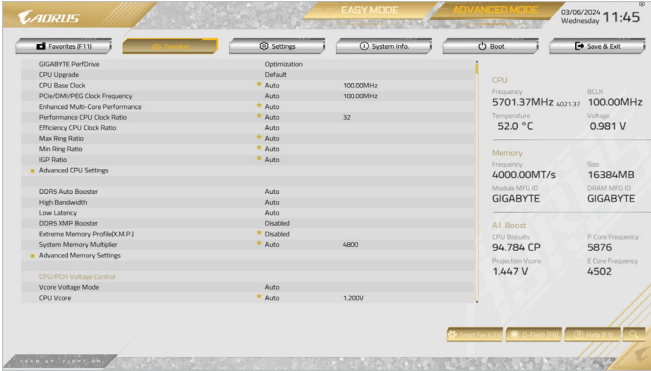 AORUS
EASY MODE
ADVANCED MODE
03/06/2024 Wednesday 11:45
Favorites (F11)
Tweaker
Settings
System Info.
Boot
Save & Exit
GIGABYTE PerfDrive Optimization
CPU Upgrade Default
CPU Base Clock Auto 100.00MHz
PCIe/DMI/PEG Clock Frequency Auto 100.00MHz
Enhanced Multi-Core Performance Auto
Performance CPU Clock Ratio Auto 32
Efficiency CPU Clock Ratio Auto
Max Ring Ratio Auto
Min Ring Ratio Auto
IGP Ratio Auto
Advanced CPU Settings
DDR5 Auto Booster Auto
High Bandwidth Auto
Low Latency Auto
DDR5 XMP Booster Disabled
Extreme Memory Profile(X.M.P.) Disabled
System Memory Multiplier Auto 4800
Advanced Memory Settings
CPU/PCH Voltage Control
Vcore Voltage Mode Auto
CPU Vcore Auto 1.200V
CPU
Frequency BCLK
5701.37MHz 4021.37 100.00MHz
Temperature Voltage
52.0 °C 0.981 V
Memory
Frequency Size
4000.00MT/s 16384MB
Module MFG ID DRAM MFG ID
GIGABYTE GIGABYTE
A.I. Boost
CPU Biscuits P Core Frequency
94.784 CP 5876
Projection Vcore E Core Frequency
1.447 V 4502
Help (F1)
TEAM UP. FIGHT ON.